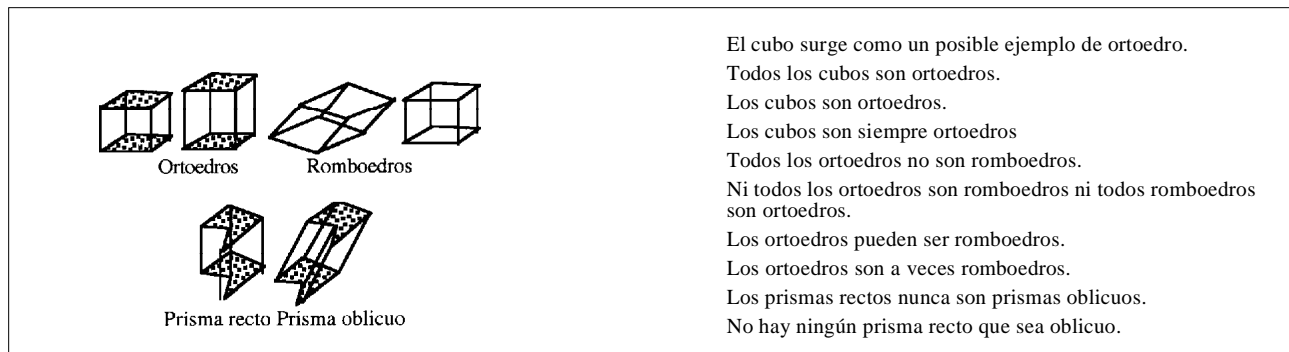 Ortoedros Romboedros
Prisma recto Prisma oblicuo
El cubo surge como un posible ejemplo de ortoedro.
Todos los cubos son ortoedros.
Los cubos son ortoedros.
Los cubos son siempre ortoedros
Todos los ortoedros no son romboedros.
Ni todos los ortoedros son romboedros ni todos romboedros
son ortoedros.
Los ortoedros pueden ser romboedros.
Los ortoedros son a veces romboedros.
Los prismas rectos nunca son prismas oblicuos.
No hay ningún prisma recto que sea oblicuo.